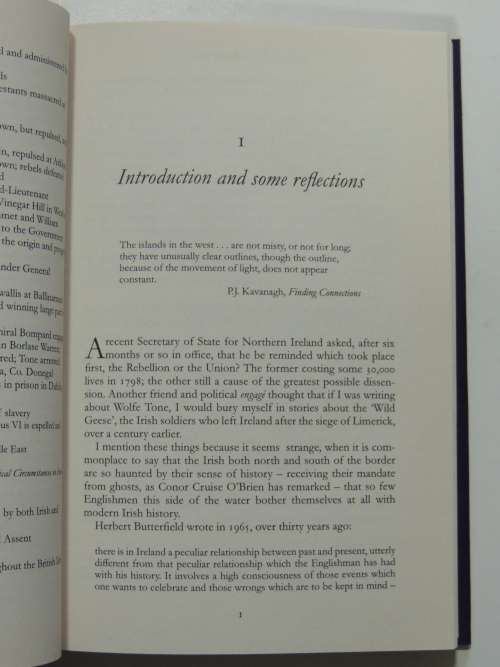 d and administered
ds
estants massacred at
own, but repulsed,
n, repulsed at
own; rebels defeated
d
d-Lieutenant
Vinegar Hill in
mmet and William
to the Government
the origin and
under General
wallis at Ballinamuck
d winning large
miral Bompard
in Borlase Warren
red; Tone arrested
a, Co. Donegal
s in prison in Dublin
f slavery
us VI is expelled
dle East
ical Circumstances
by both Irish and
l Assent
ghout the British
1
Introduction and some reflections
The islands in the west . . . are not misty, or not for long;
they have unusually clear outlines, though the outline,
because of the movement of light, does not appear
constant.
P.J. Kavanagh, Finding Connections
A recent Secretary of State for Northern Ireland asked, after six
months or so in office, that he be reminded which took place
first, the Rebellion or the Union? The former costing some 30,000
lives in 1798; the other still a cause of the greatest possible dissen-
sion. Another friend and political engagé thought that if I was writing
about Wolfe Tone, I would bury myself in stories about the ‘Wild
Geese’, the Irish soldiers who left Ireland after the siege of Limerick,
over a century earlier.
I mention these things because it seems strange, when it is com-
monplace to say that the Irish both north and south of the border
are so haunted by their sense of history – receiving their mandate
from ghosts, as Conor Cruise O’Brien has remarked – that so few
Englishmen this side of the water bother themselves at all with
modern Irish history.
Herbert Butterfield wrote in 1965, over thirty years ago:
there is in Ireland a peculiar relationship between past and present, utterly
different from that peculiar relationship which the Englishman has had
with his history. It involves a high consciousness of those events which
one wants to celebrate and those wrongs which are to be kept in mind –
1